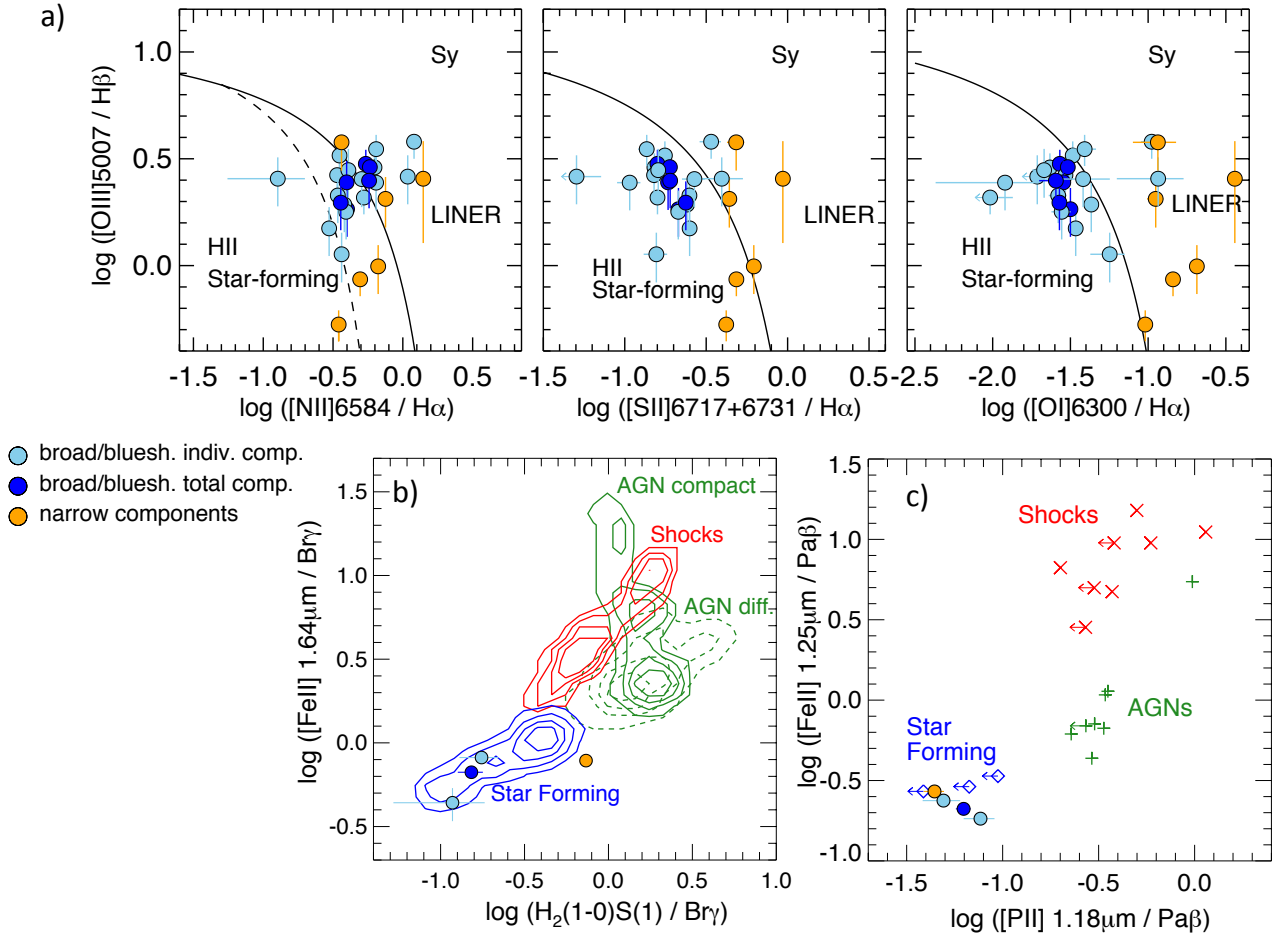 a)
Sy
Sy
Sy
LINER
LINER
LINER
HII
Star-forming
HII
Star-forming
HII
Star-forming
log ([OIII]5007 / Hβ)
1.0
0.5
0.0
-1.5 -1.0 -0.5 0.0 0.5
-1.5 -1.0 -0.5 0.0 0.5
-2.5 -2.0 -1.5 -1.0 -0.5
log ([NII]6584 / Hα)
log ([SII]6717+6731 / Hα)
log ([OI]6300 / Hα)
broad/bluesh. indiv. comp.
broad/bluesh. total comp.
narrow components
b)
AGN compact
Shocks
AGN diff.
Star Forming
log ([FeII] 1.64μm / Brγ)
1.5
1.0
0.5
0.0
-0.5
-1.0 -0.5 0.0 0.5 1.0
log (H₂(1-0)S(1) / Brγ)
c)
Shocks
AGNs
Star
Forming
log ([FeII] 1.25μm / Paβ)
1.5
1.0
0.5
0.0
-0.5
-1.0
-1.5 -1.0 -0.5 0.0
log ([PII] 1.18μm / Paβ)